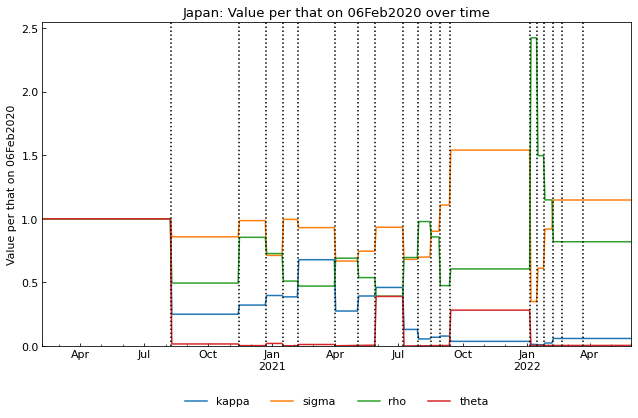 Japan: Value per that on 06Feb2020 over time
Value per that on 06Feb2020
2.5
2.0
1.5
1.0
0.5
0.0
Apr Jul Oct Jan Apr Jul Oct Jan Apr
2021 2022
kappa sigma rho theta